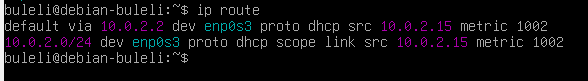 buleli@debian-buleli:~$ ip route
default via 10.0.2.2 dev enp0s3 proto dhcp src 10.0.2.15 metric 1002
10.0.2.0/24 dev enp0s3 proto dhcp scope link src 10.0.2.15 metric 1002
buleli@debian-buleli:~$